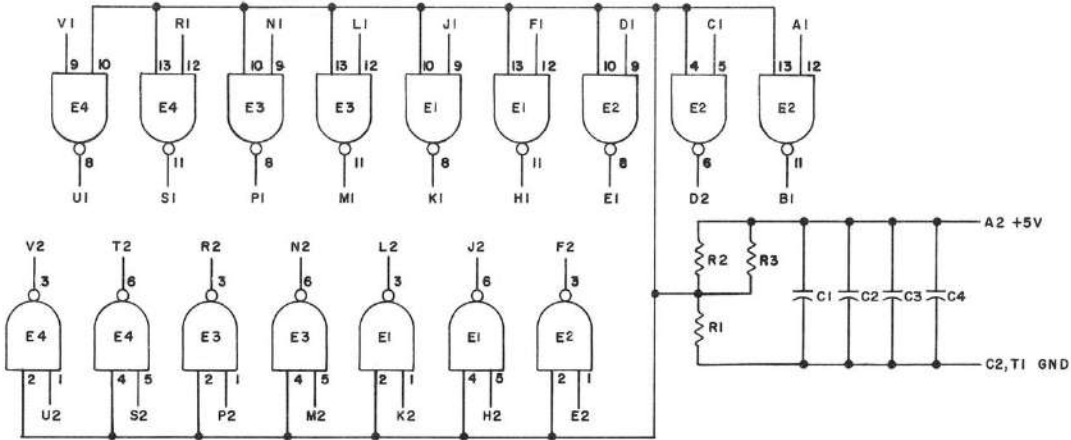 V1 R1 N1 L1 J1 F1 D1 C1 A1
9 10 13 12 10 9 13 12 10 9 13 12 10 9 4 5 13 12
E4 E4 E3 E3 E1 E1 E2 E2 E2
8 11 8 11 8 11 8 6 11
U1 S1 P1 M1 K1 H1 E1 D2 B1
A2 +5V
V2 T2 R2 N2 L2 J2 F2
R2 R3
3 6 3 6 3 6 3
C1 C2 C3 C4
E4 E4 E3 E3 E1 E1 E2
R1
C2,T1 GND
2 1 4 5 2 1 4 5 2 1 4 5 2 1
U2 S2 P2 M2 K2 H2 E2